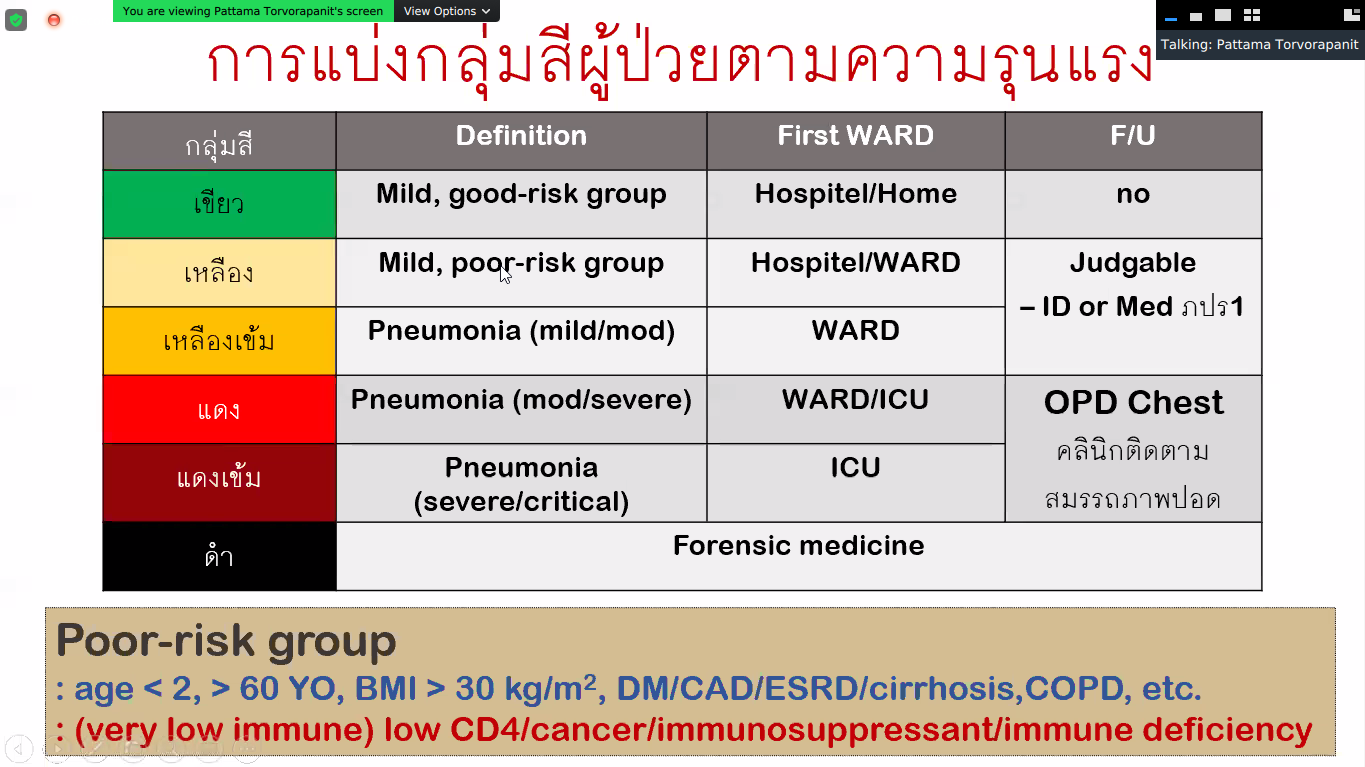 You are viewing Pattama Torvorapanit's screen
View Options
Talking: Pattama Torvorapanit
การแบ่งกลุ่มสีผู้ป่วยตามความรุนแรง
กลุ่มสี Definition First WARD F/U
เขียว Mild, good-risk group Hospitel/Home no
เหลือง Mild, poor-risk group Hospitel/WARD Judgable
– ID or Med ภปร1
เหลืองเข้ม Pneumonia (mild/mod) WARD
แดง Pneumonia (mod/severe) WARD/ICU OPD Chest
คลินิกติดตาม
แดงเข้ม Pneumonia ICU
(severe/critical) สมรรถภาพปอด
ดำ Forensic medicine
Poor-risk group
: age < 2, > 60 YO, BMI > 30 kg/m², DM/CAD/ESRD/cirrhosis,COPD, etc.
: (very low immune) low CD4/cancer/immunosuppressant/immune deficiency